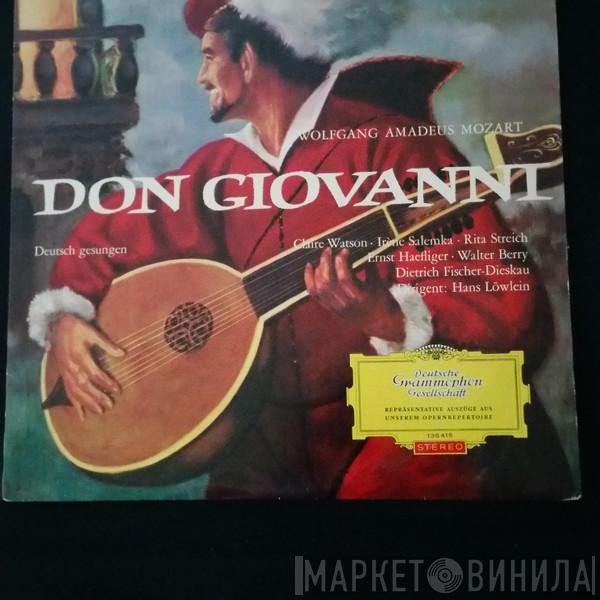 WOLFGANG AMADEUS MOZART
DON GIOVANNI
Deutsch gesungen
Claire Watson · Irène Salemka · Rita Streich
Ernst Haefliger · Walter Berry
Dietrich Fischer-Dieskau
Dirigent: Hans Löwlein
Deutsche
Grammophon
Gesellschaft
REPRÄSENTATIVE AUSZÜGE AUS
UNSEREM OPERNREPERTOIRE
136 415
STEREO
МАРКЕТ ВИНИЛА